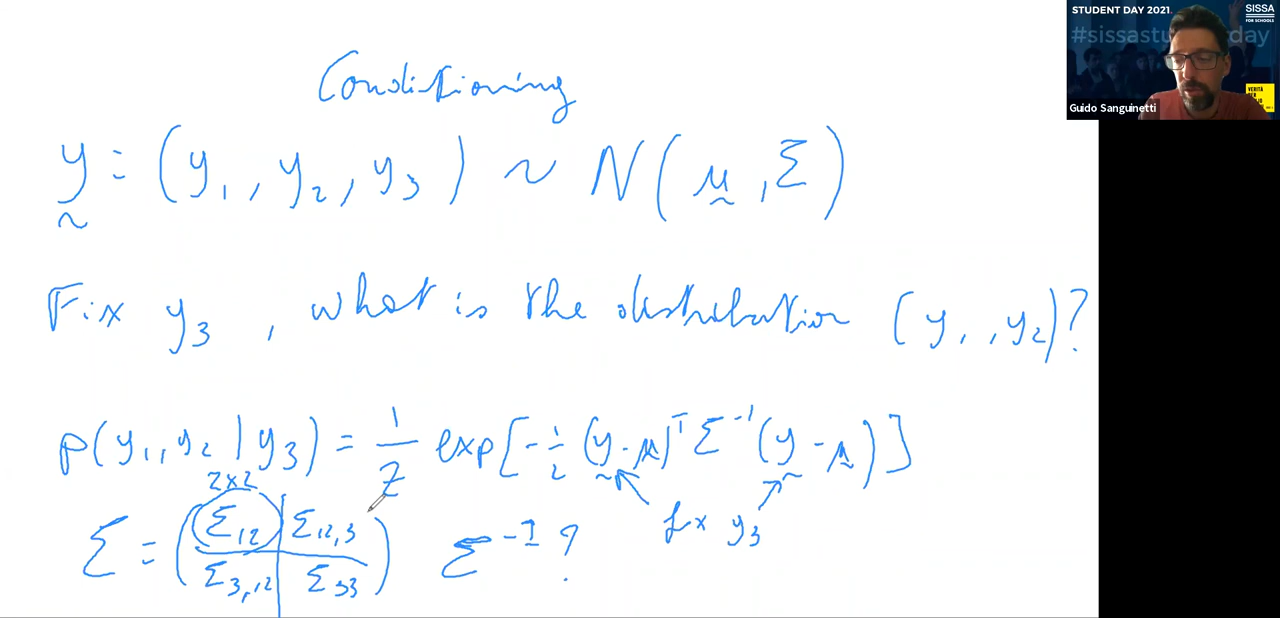 STUDENT DAY 2021
SISSA
FOR SCHOOLS
#sissastu day
Guido Sanguinetti
Conditioning
y = (y₁, y₂, y₃) ~ N(μ, Σ)
Fix y₃, what is the distribution (y₁, y₂)?
p(y₁, y₂ | y₃) = 1/Z exp[-1/2 (y - μ)ᵀ Σ⁻¹ (y - μ)]
2x2
fix y₃
Σ = ( Σ₁₂ | Σ₁₂,₃
Σ₃,₁₂ | Σ₃₃ ) Σ⁻¹ ?